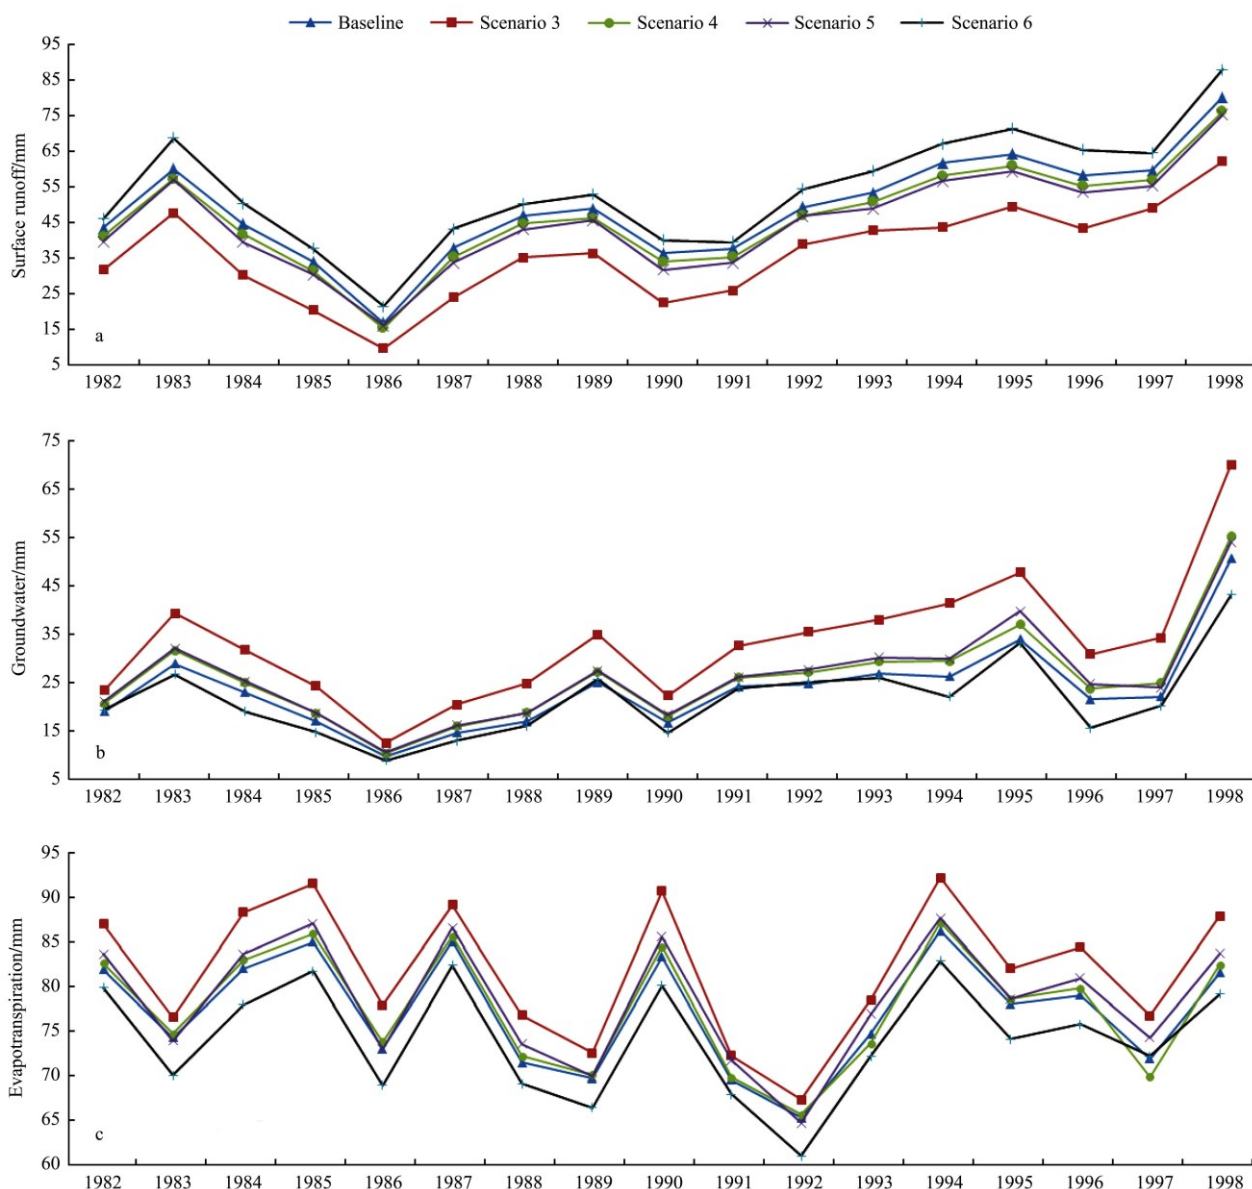 Baseline Scenario 3 Scenario 4 Scenario 5 Scenario 6
Surface runoff/mm
95
85
75
65
55
45
35
25
15
5
a
1982 1983 1984 1985 1986 1987 1988 1989 1990 1991 1992 1993 1994 1995 1996 1997 1998
Groundwater/mm
75
65
55
45
35
25
15
5
b
1982 1983 1984 1985 1986 1987 1988 1989 1990 1991 1992 1993 1994 1995 1996 1997 1998
Evapotranspiration/mm
95
90
85
80
75
70
65
60
c
1982 1983 1984 1985 1986 1987 1988 1989 1990 1991 1992 1993 1994 1995 1996 1997 1998